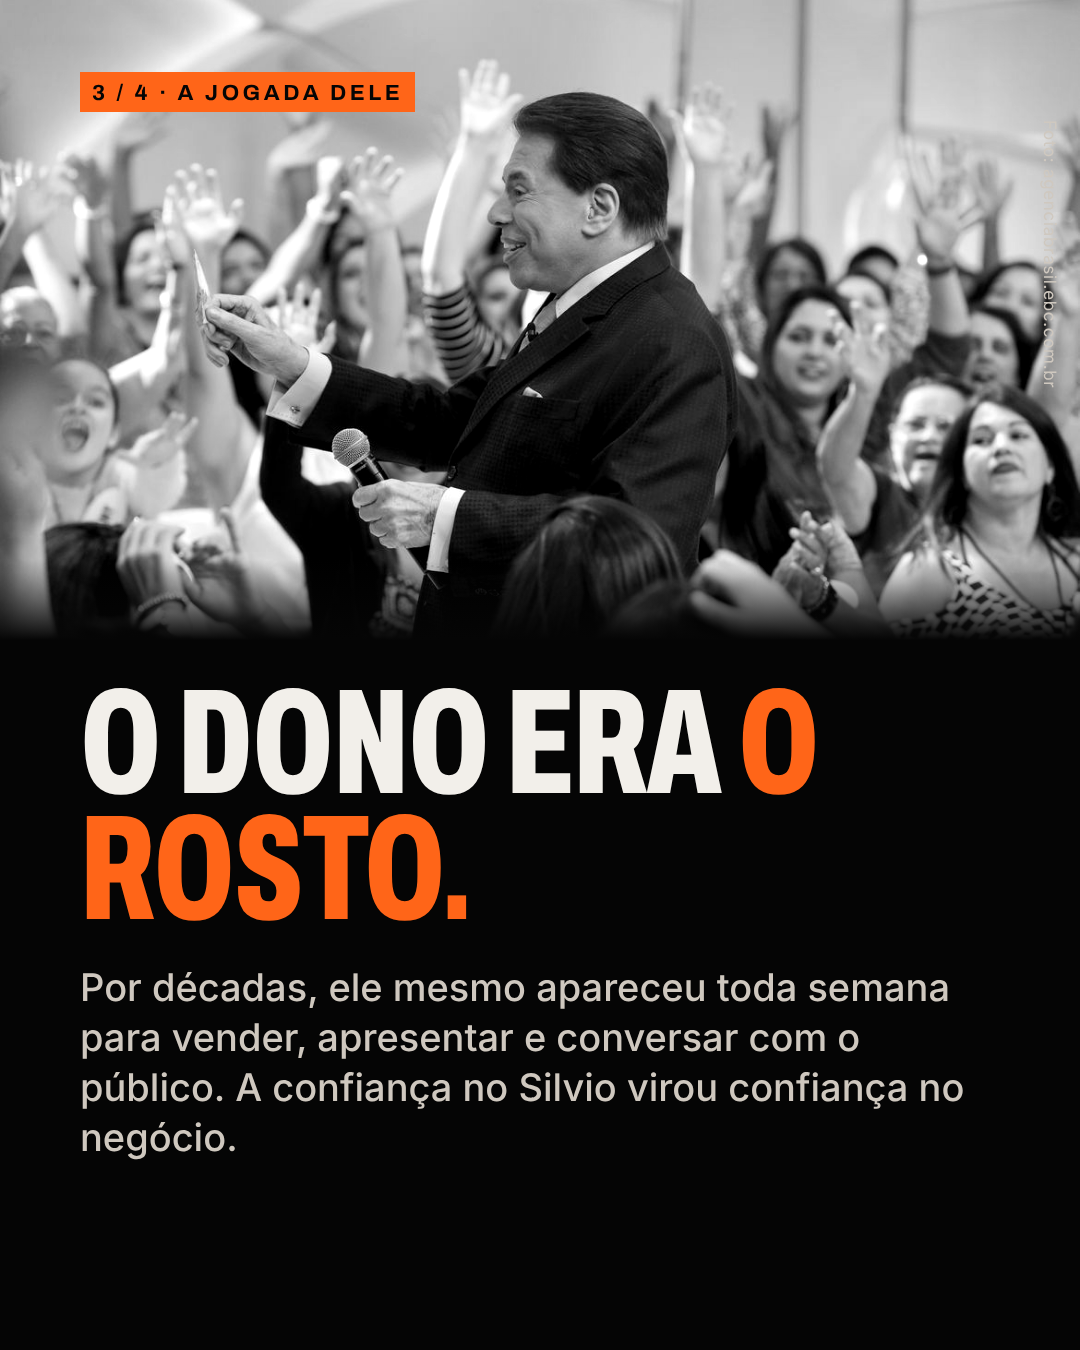 3 / 4 · A JOGADA DELE
O DONO ERA O
ROSTO.
Por décadas, ele mesmo apareceu toda semana
para vender, apresentar e conversar com o
público. A confiança no Silvio virou confiança no
negócio.